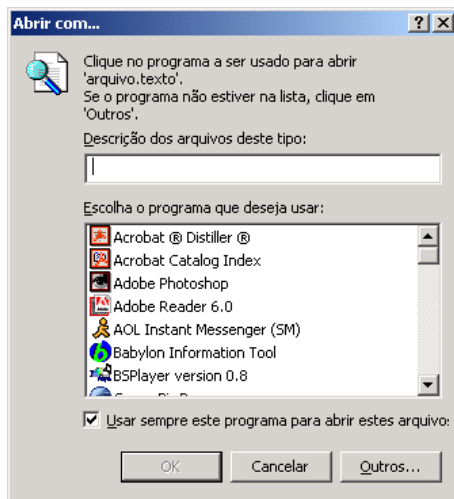 Abrir com...
Clique no programa a ser usado para abrir
'arquivo.texto'.
Se o programa não estiver na lista, clique em
'Outros'.
Descrição dos arquivos deste tipo:
Escolha o programa que deseja usar:
Acrobat ® Distiller ®
Acrobat Catalog Index
Adobe Photoshop
Adobe Reader 6.0
AOL Instant Messenger (SM)
Babylon Information Tool
BSPlayer version 0.8
Usar sempre este programa para abrir estes arquivo
OK
Cancelar
Outros...